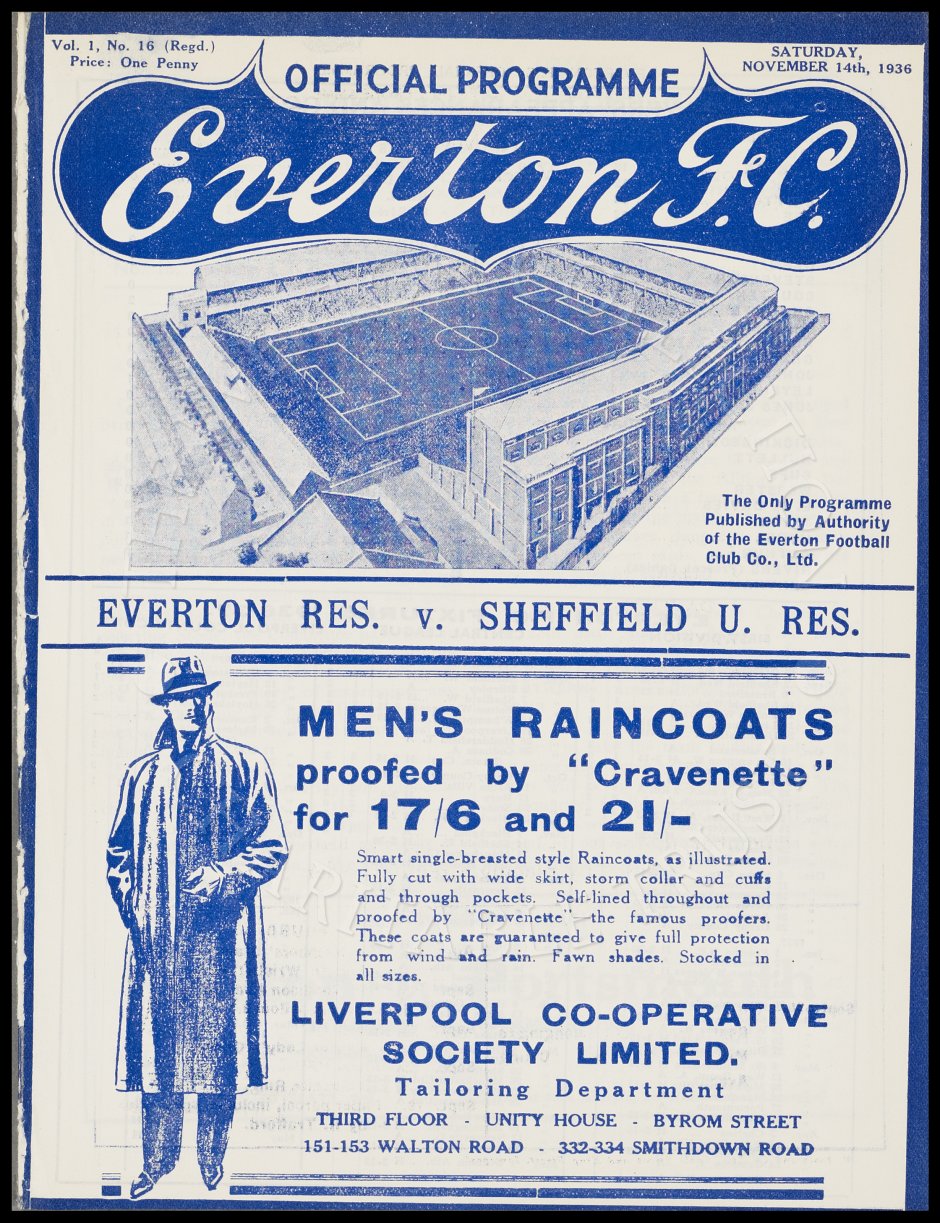 Vol. 1, No. 16 (Regd.)
Price: One Penny
SATURDAY,
NOVEMBER 14th, 1936
OFFICIAL PROGRAMME
Everton F.C.
The Only Programme
Published by Authority
of the Everton Football
Club Co., Ltd.
EVERTON RES. v. SHEFFIELD U. RES.
MEN'S RAINCOATS
proofed by "Cravenette"
for 17/6 and 21/-
Smart single-breasted style Raincoats, as illustrated.
Fully cut with wide skirt, storm collar and cuffs
and through pockets. Self-lined throughout and
proofed by "Cravenette"—the famous proofers.
These coats are guaranteed to give full protection
from wind and rain. Fawn shades. Stocked in
all sizes.
LIVERPOOL CO-OPERATIVE
SOCIETY LIMITED.
Tailoring Department
THIRD FLOOR - UNITY HOUSE - BYROM STREET
151-153 WALTON ROAD - 332-334 SMITHDOWN ROAD